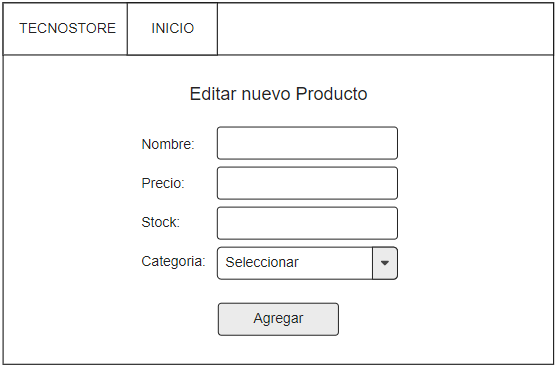 TECNOSTORE INICIO
Editar nuevo Producto
Nombre:
Precio:
Stock:
Categoria: Seleccionar
Agregar